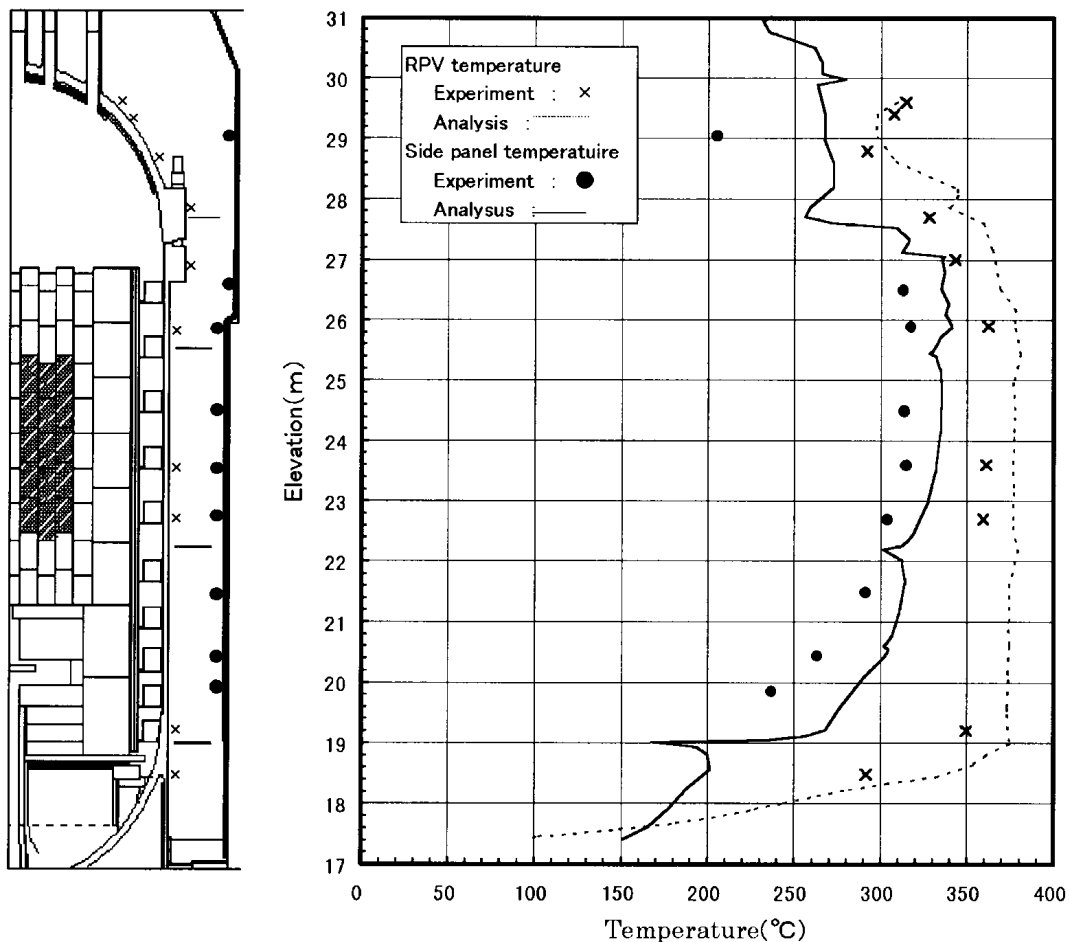 31
30
29
28
27
26
25
24
23
22
21
20
19
18
17
Elevation(m)
RPV temperature
Experiment : ×
Analysis :
Side panel temperatuire
Experiment : ●
Analysus :
0 50 100 150 200 250 300 350 400
Temperature(℃)